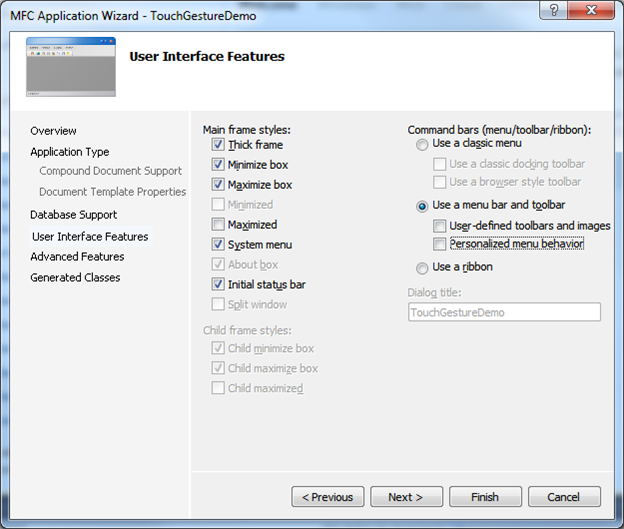 MFC Application Wizard - TouchGestureDemo
User Interface Features
Overview
Application Type
Compound Document Support
Document Template Properties
Database Support
User Interface Features
Advanced Features
Generated Classes
Main frame styles:
Thick frame
Minimize box
Maximize box
Minimized
Maximized
System menu
About box
Initial status bar
Split window
Child frame styles:
Child minimize box
Child maximize box
Child maximized
Command bars (menu/toolbar/ribbon):
Use a classic menu
Use a classic docking toolbar
Use a browser style toolbar
Use a menu bar and toolbar
User-defined toolbars and images
Personalized menu behavior
Use a ribbon
Dialog title:
TouchGestureDemo
< Previous
Next >
Finish
Cancel